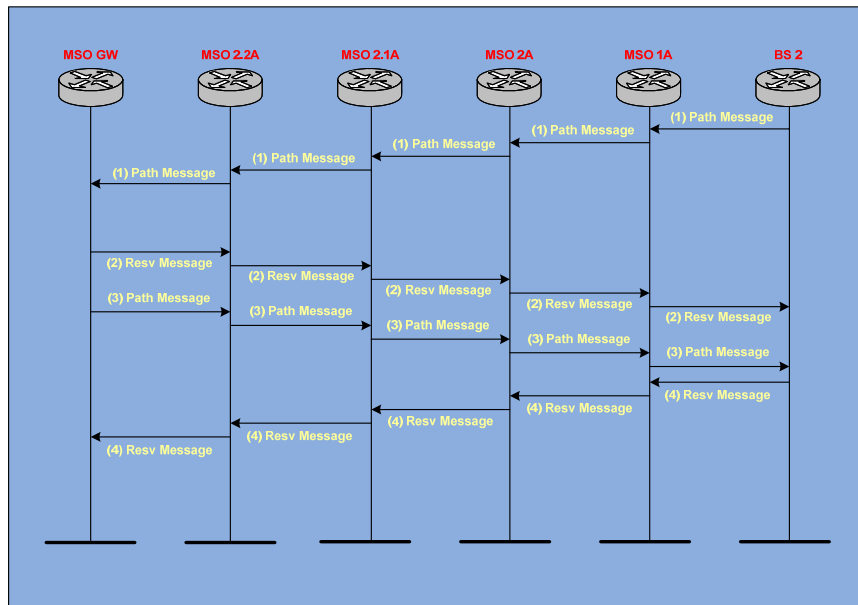 MSO GW
MSO 2.2A
MSO 2.1A
MSO 2A
MSO 1A
BS 2
(1) Path Message
(1) Path Message
(1) Path Message
(1) Path Message
(1) Path Message
(2) Resv Message
(2) Resv Message
(2) Resv Message
(2) Resv Message
(2) Resv Message
(3) Path Message
(3) Path Message
(3) Path Message
(3) Path Message
(3) Path Message
(4) Resv Message
(4) Resv Message
(4) Resv Message
(4) Resv Message
(4) Resv Message